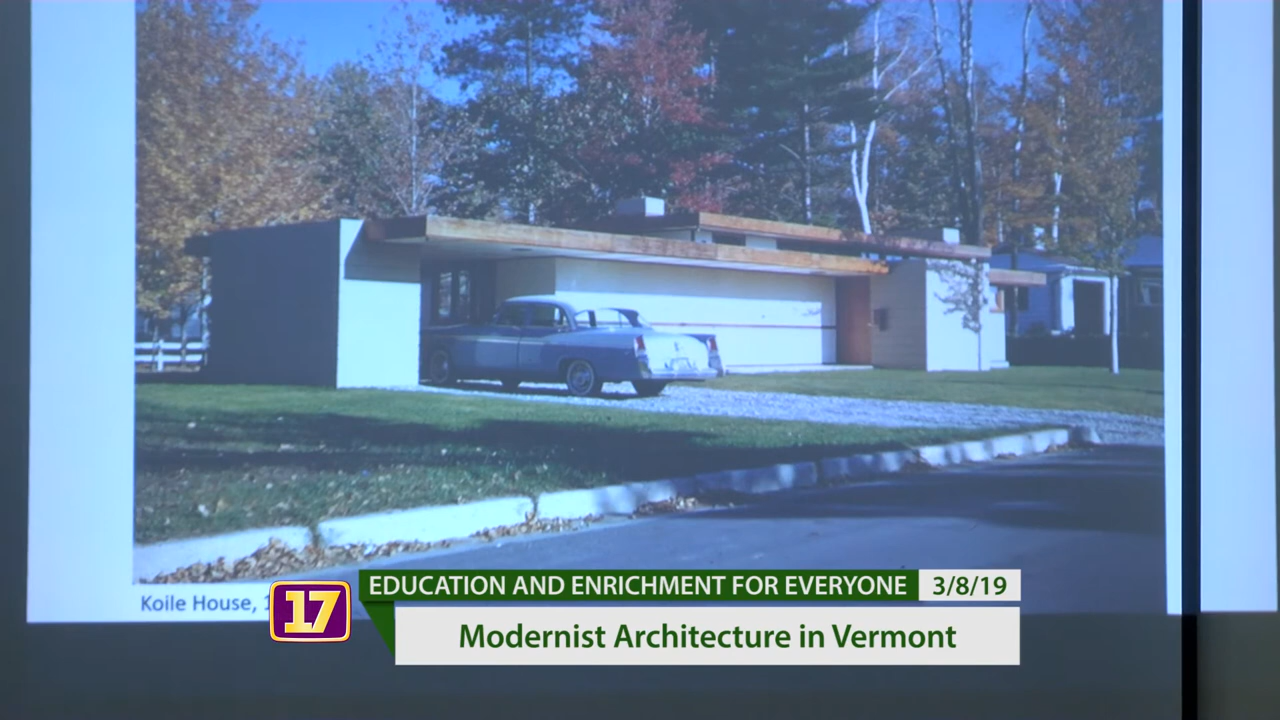 Koile House,
17
EDUCATION AND ENRICHMENT FOR EVERYONE 3/8/19
Modernist Architecture in Vermont